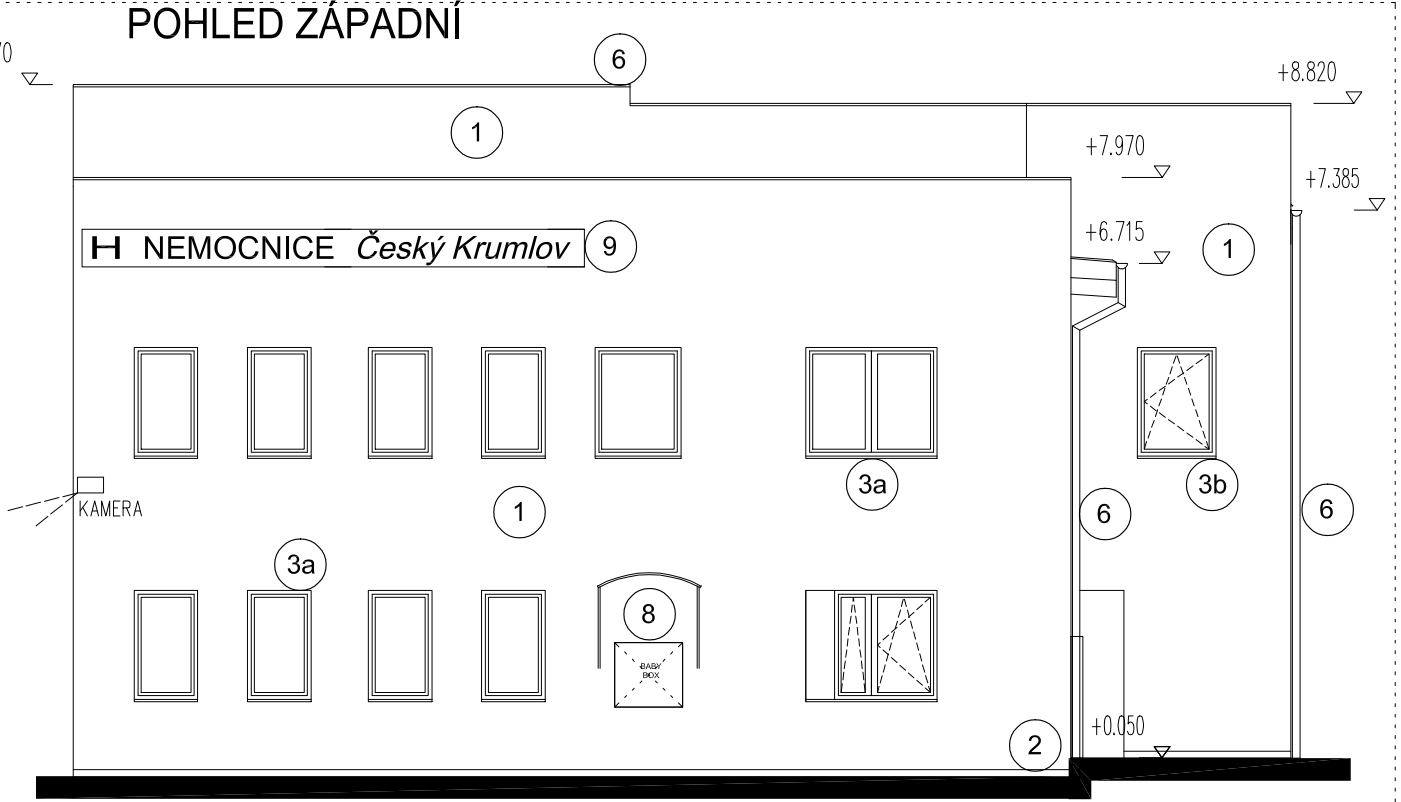 POHLED ZÁPADNÍ
6
+8.820
1
+7.970
+7.385
H NEMOCNICE Český Krumlov
9
+6.715
1
3a
3b
KAMERA
1
6
6
3a
8
BABY
BOX
+0.050
2